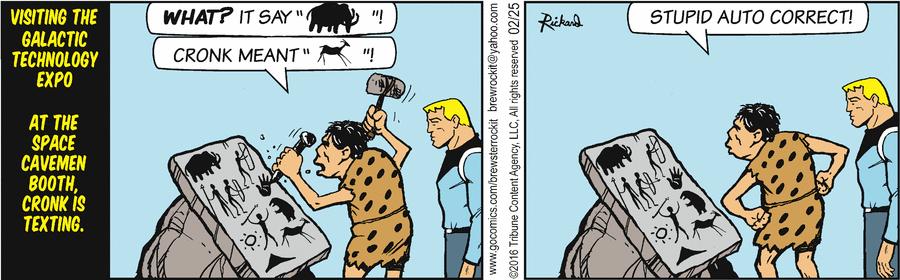 VISITING THE
GALACTIC
TECHNOLOGY
EXPO
AT THE
SPACE
CAVEMEN
BOOTH,
CRONK IS
TEXTING.
WHAT? IT SAY " "!
CRONK MEANT " "!
www.gocomics.com/brewsterrockit brewrockit@yahoo.com 02/25
©2016 Tribune Content Agency, LLC, All rights reserved
Rickard
STUPID AUTO CORRECT!